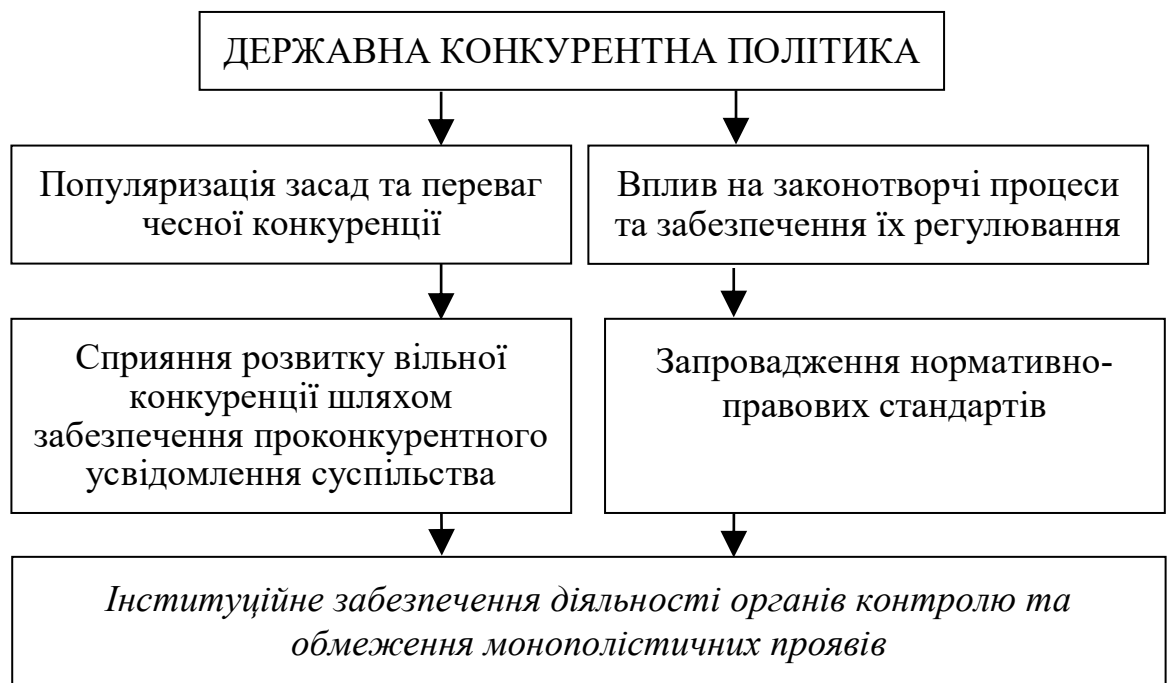 ДЕРЖАВНА КОНКУРЕНТНА ПОЛІТИКА
Популяризація засад та переваг
чесної конкуренції
Вплив на законотворчі процеси
та забезпечення їх регулювання
Сприяння розвитку вільної
конкуренції шляхом
забезпечення проконкурентного
усвідомлення суспільства
Запровадження нормативно-
правових стандартів
Інституційне забезпечення діяльності органів контролю та
обмеження монополістичних проявів